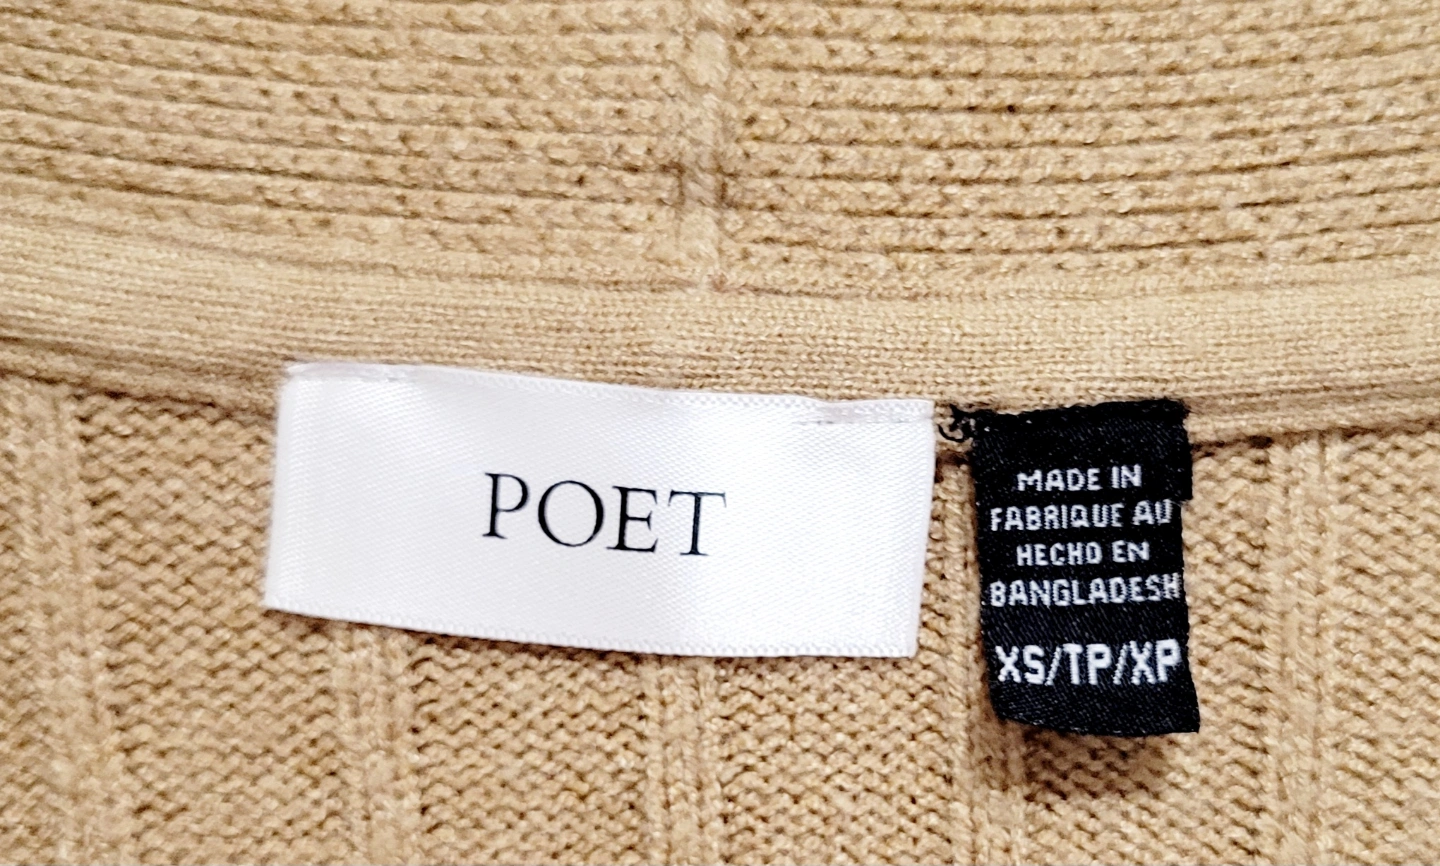 POET
MADE IN
FABRIQUE AU
HECHO EN
BANGLADESH
XS/TP/XP